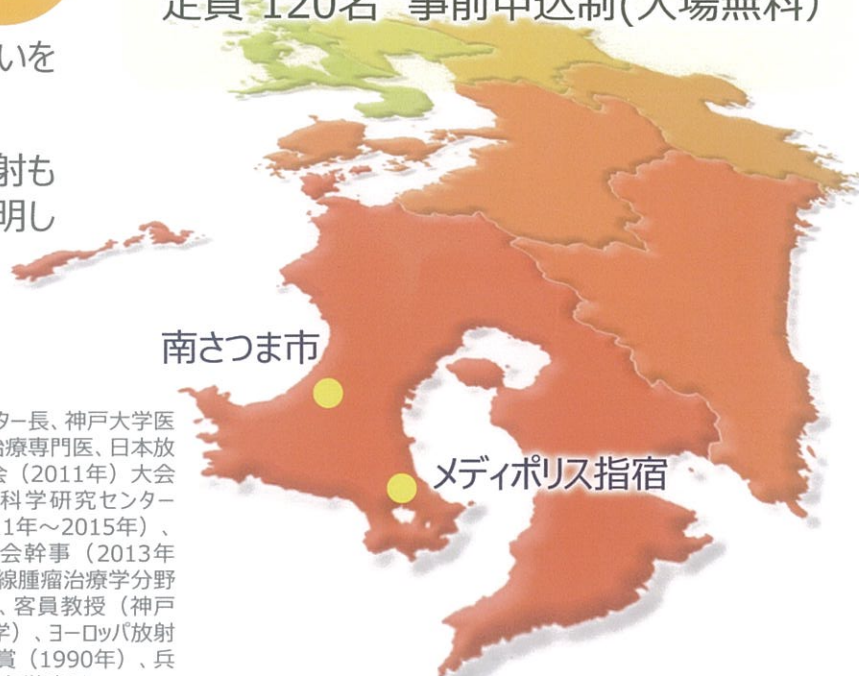 定員 120名 事前申込制(入場無料)
いを
射も
明し
南さつま市
メディポリス指宿
ター長、神戸大学医
治療専門医、日本放
会（2011年）大会
科学研究センター
1年～2015年）、
会幹事（2013年
線腫瘤治療学分野
、客員教授（神戸
学）、ヨーロッパ放射
賞（1990年）、兵